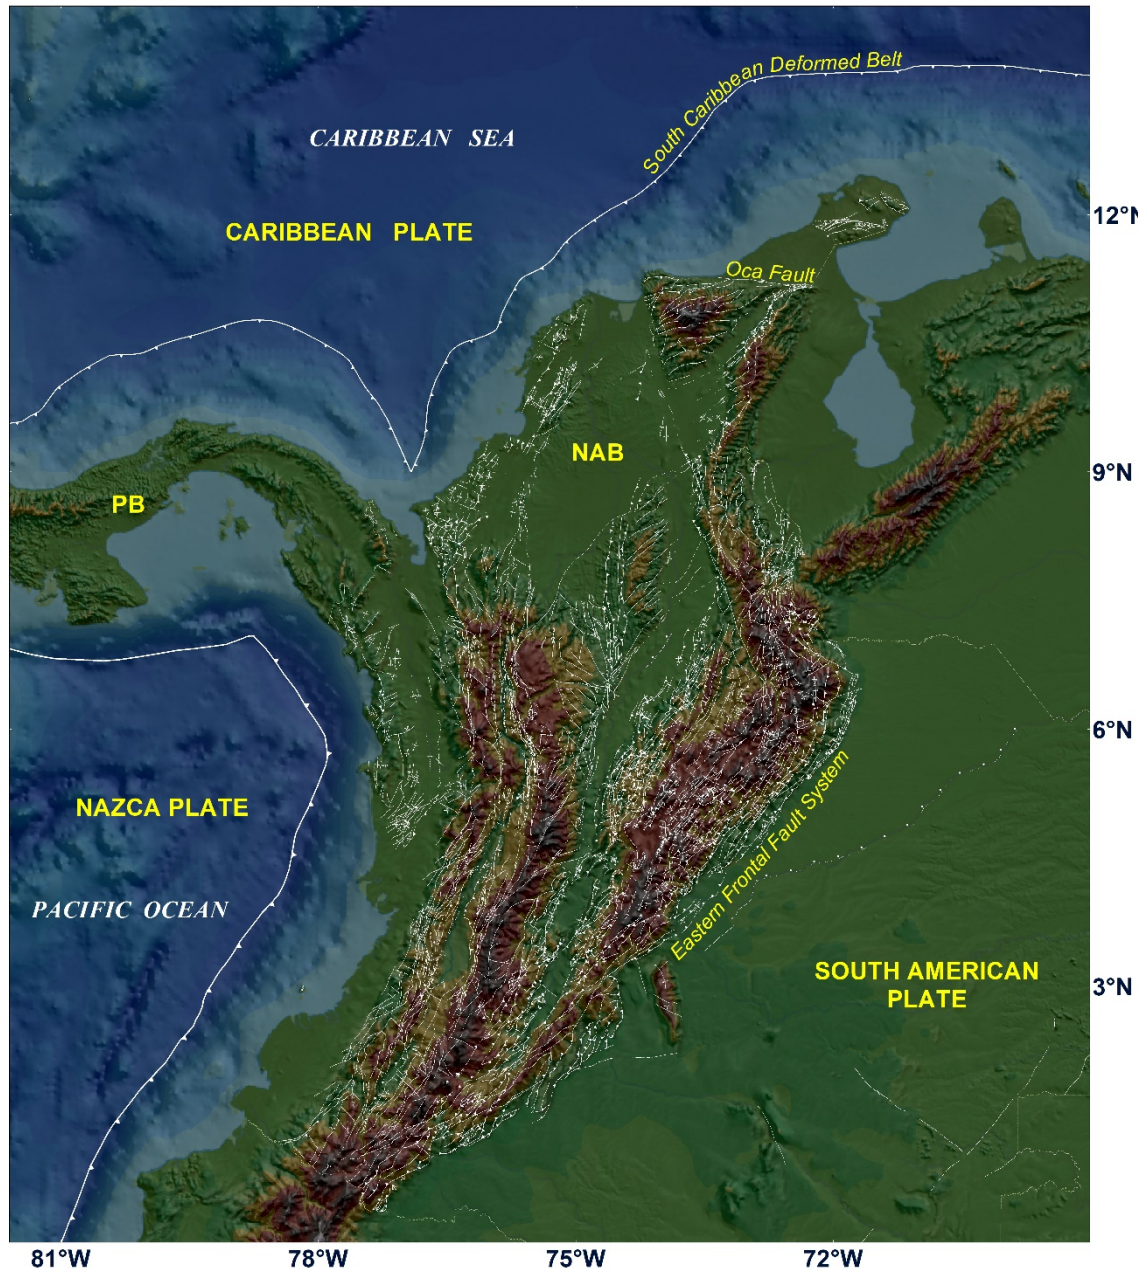 South Caribbean Deformed Belt
CARIBBEAN SEA
12°N
CARIBBEAN PLATE
Oca Fault
NAB
9°N
PB
6°N
NAZCA PLATE
Eastern Frontal Fault System
PACIFIC OCEAN
SOUTH AMERICAN
PLATE
3°N
81°W
78°W
75°W
72°W